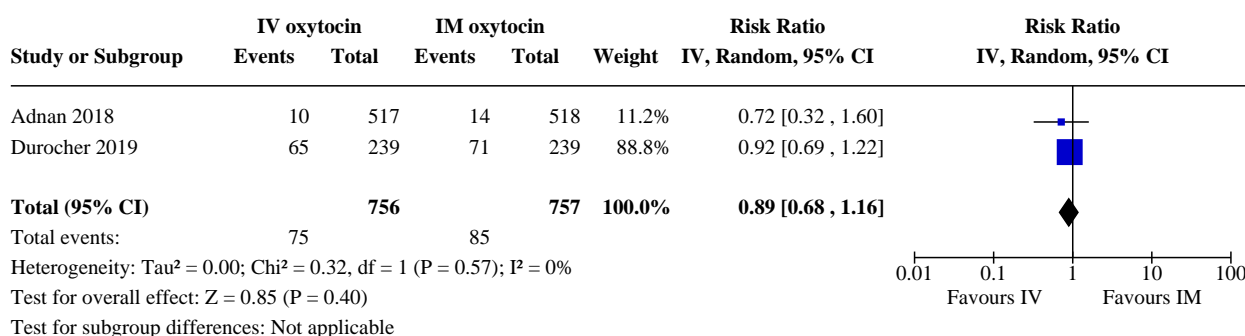 IV oxytocin IM oxytocin Risk Ratio Risk Ratio
Study or Subgroup Events Total Events Total Weight IV, Random, 95% CI IV, Random, 95% CI
Adnan 2018 10 517 14 518 11.2% 0.72 [0.32 , 1.60]
Durocher 2019 65 239 71 239 88.8% 0.92 [0.69 , 1.22]
Total (95% CI) 756 757 100.0% 0.89 [0.68 , 1.16]
Total events: 75 85
Heterogeneity: Tau² = 0.00; Chi² = 0.32, df = 1 (P = 0.57); I² = 0%
Test for overall effect: Z = 0.85 (P = 0.40)
Test for subgroup differences: Not applicable
0.01 0.1 1 10 100
Favours IV Favours IM